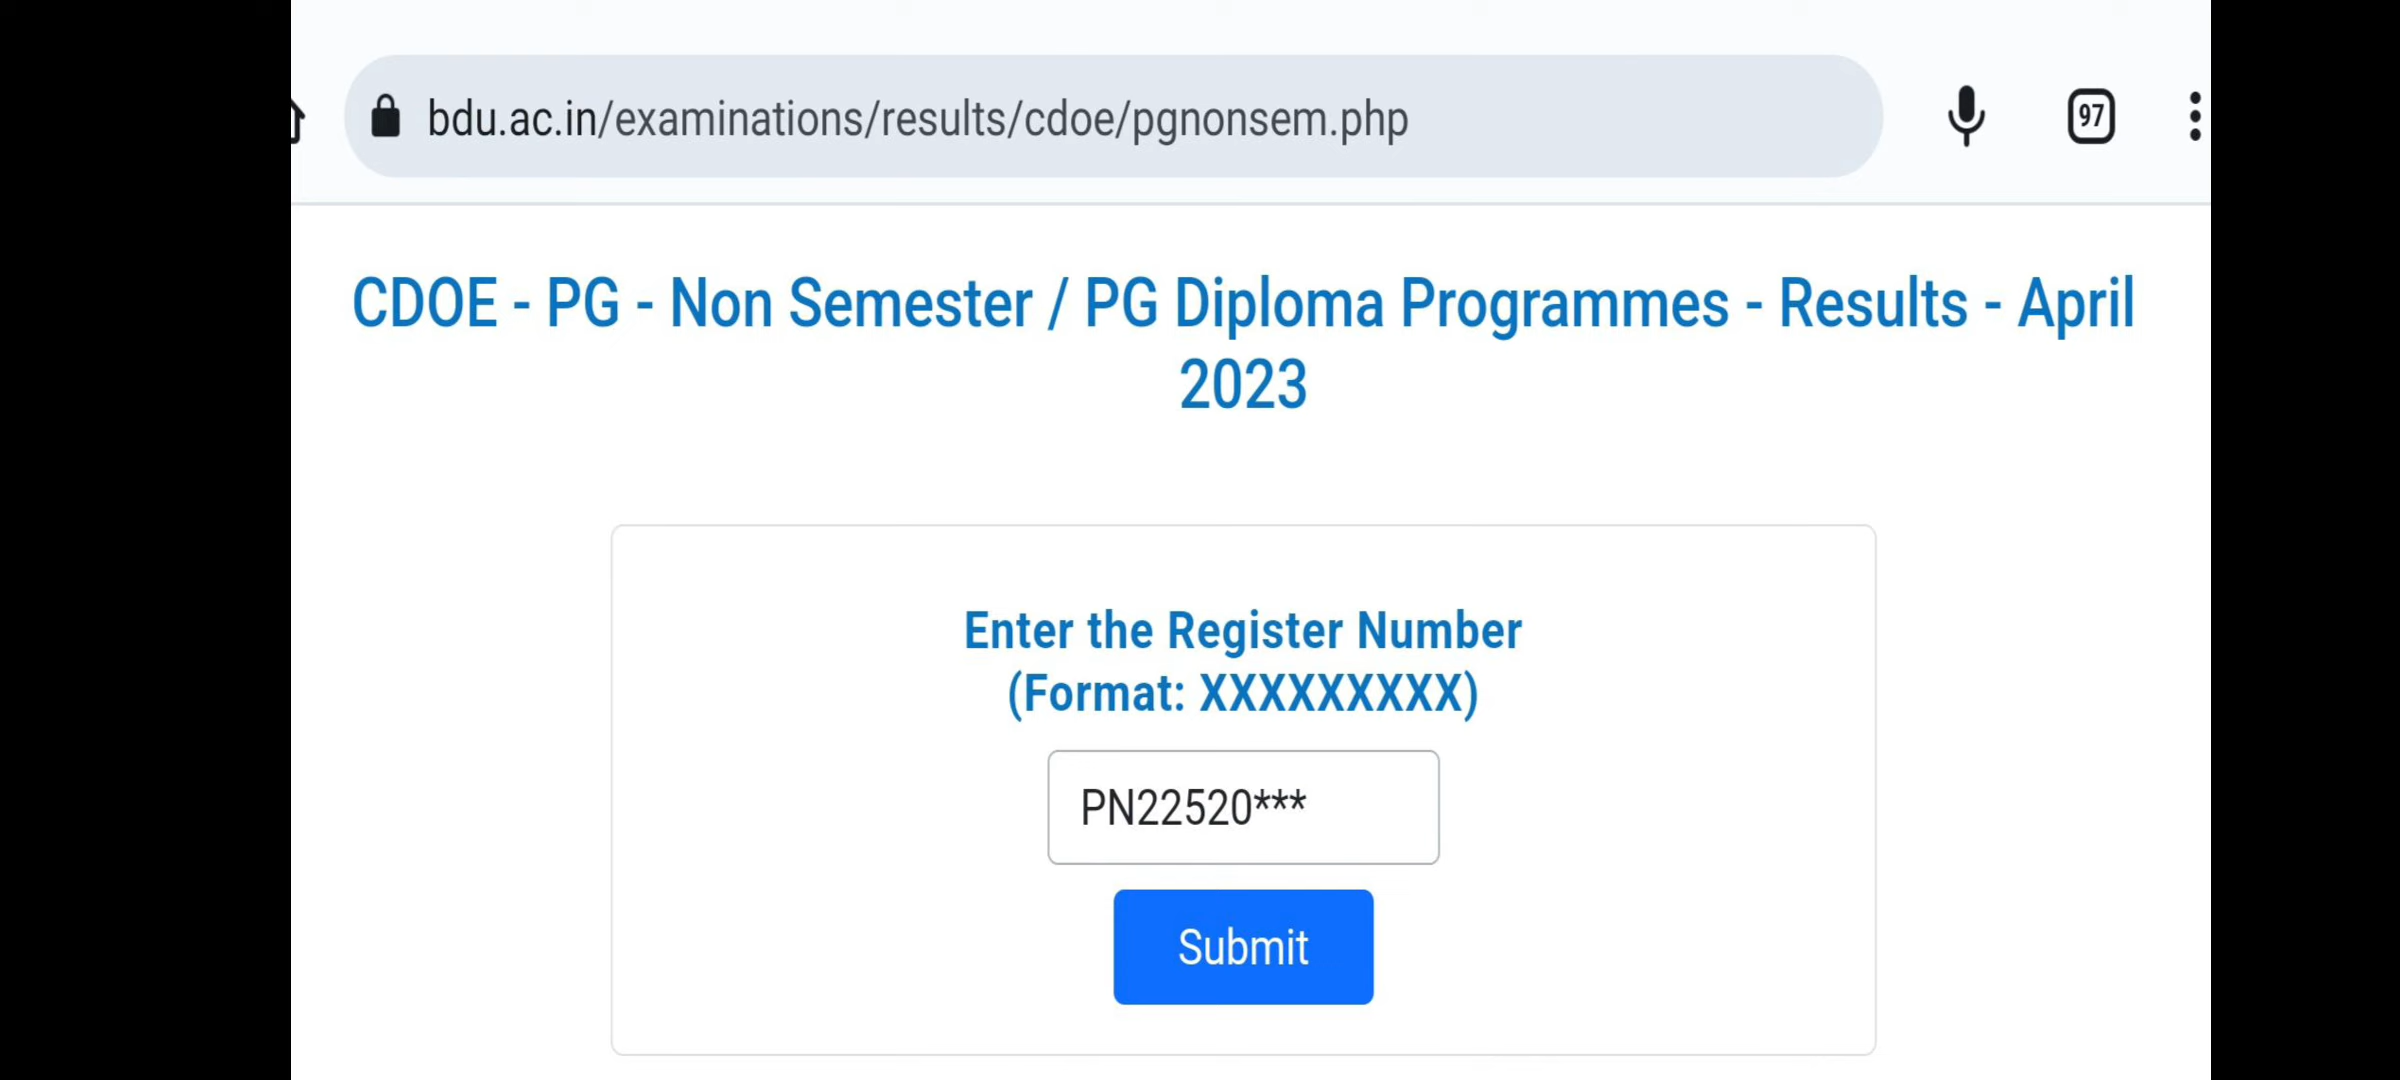 bdu.ac.in/examinations/results/cdoe/pgnonsem.php
97
CDOE - PG - Non Semester / PG Diploma Programmes - Results - April
2023
Enter the Register Number
(Format: XXXXXXXXX)
PN22520***
Submit